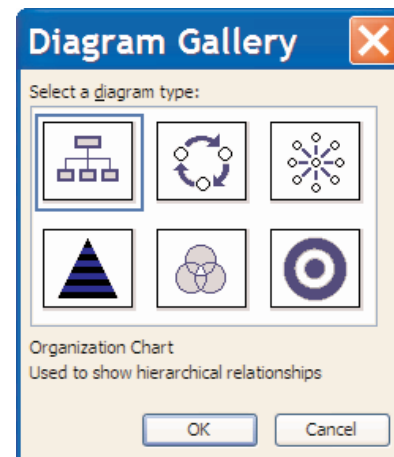 Diagram Gallery
Select a diagram type:
Organization Chart
Used to show hierarchical relationships
OK Cancel